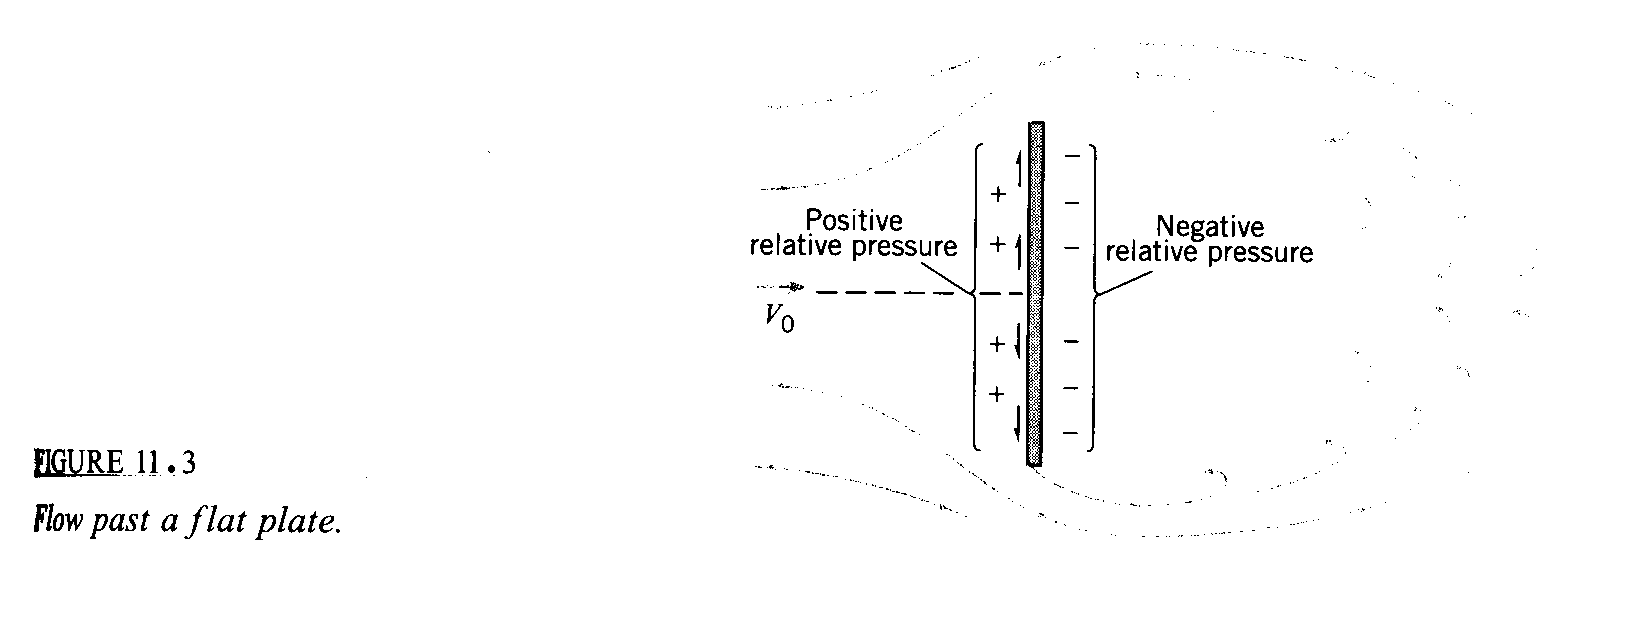 Positive
relative pressure
Negative
relative pressure
V0
FIGURE 11.3
Flow past a flat plate.